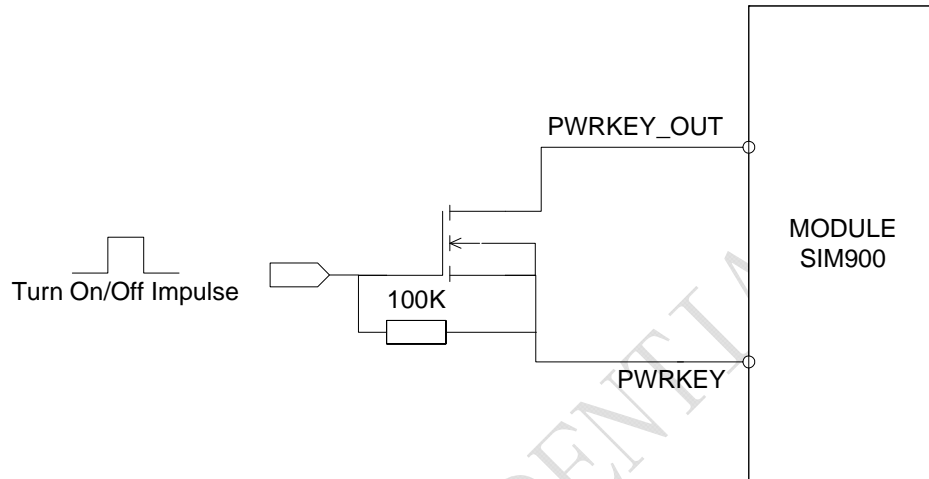 PWRKEY_OUT
MODULE
SIM900
Turn On/Off Impulse
100K
PWRKEY